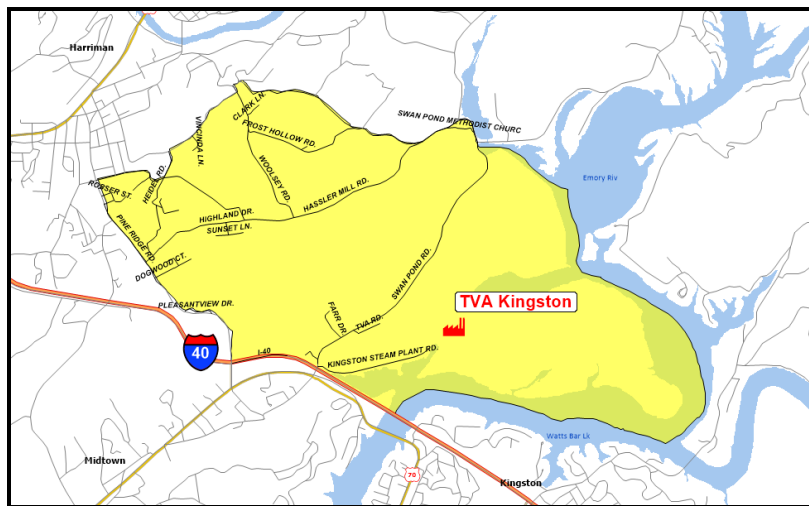 Harriman
CLARK LN.
SWAN POND METHODIST CHURC
VINCINDA LN.
FROST HOLLOW RD.
WOOLSEY RD.
Emory Riv
HEIDEL RD.
ROSSER ST.
HASSLER MILL RD.
HIGHLAND DR.
SUNSET LN.
PINE RIDGE RD.
DOGWOOD CT.
SWAN POND RD.
PLEASANTVIEW DR.
TVA Kingston
FARR DR.
TVA RD.
40
I-40
KINGSTON STEAM PLANT RD.
Watts Bar Lk
Midtown
70
Kingston